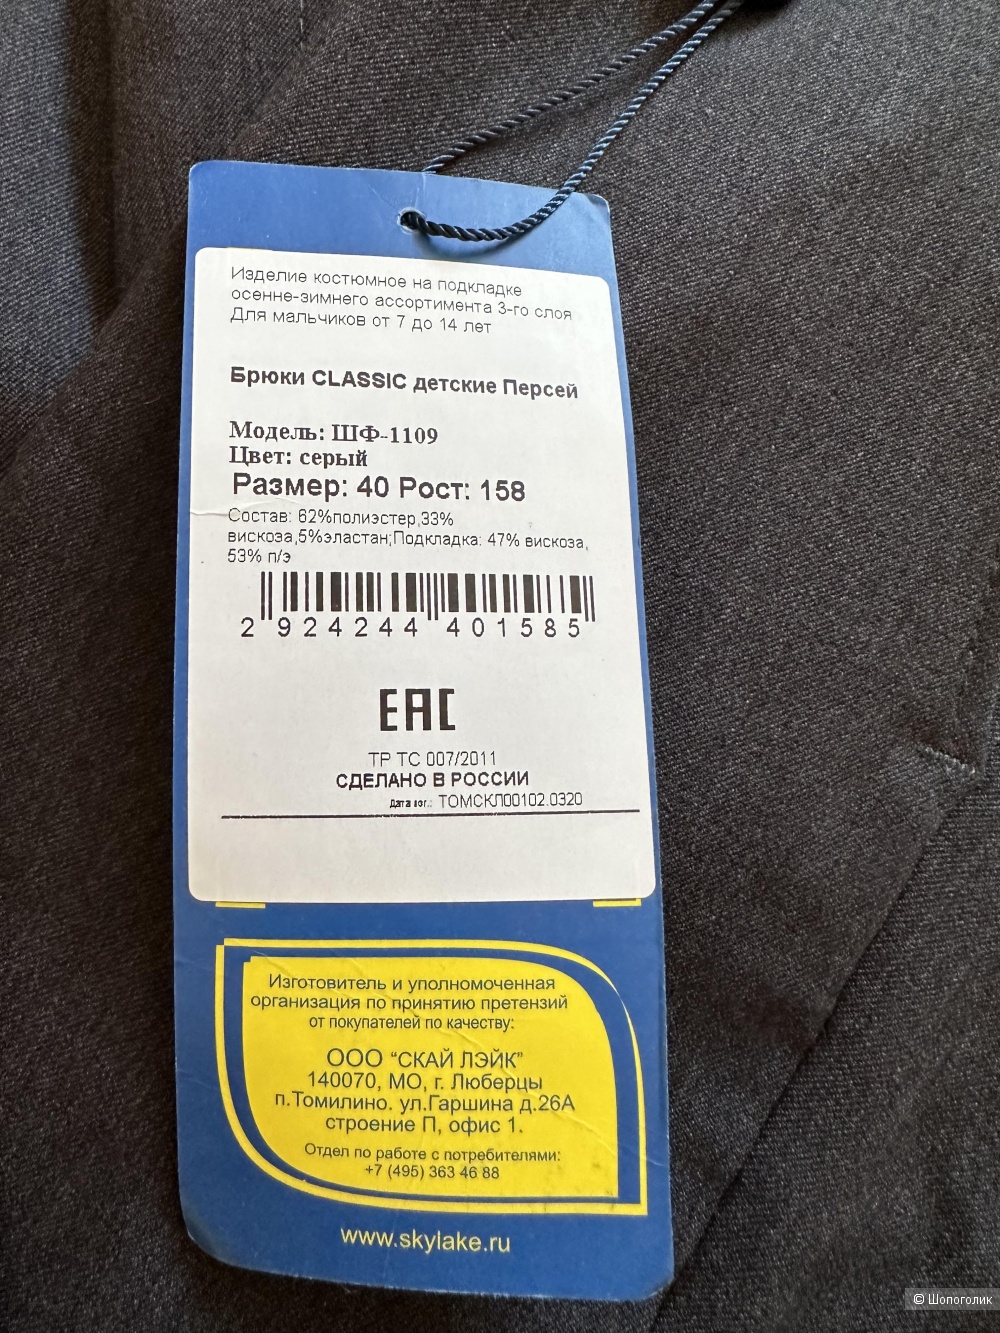 Изделие костюмное на подкладке
осенне-зимнего ассортимента 3-го слоя
Для мальчиков от 7 до 14 лет
Брюки CLASSIC детские Персей
Модель: ШФ-1109
Цвет: серый
Размер: 40 Рост: 158
Состав: 62%полиэстер,33%
вискоза,5%эластан;Подкладка: 47% вискоза,
53% п/э
2 924244 401585
EAC
ТР ТС 007/2011
СДЕЛАНО В РОССИИ
Дата изг.: ТОМСКЛ00102.0320
Изготовитель и уполномоченная
организация по принятию претензий
от покупателей по качеству:
ООО "СКАЙ ЛЭЙК"
140070, МО, г. Люберцы
п.Томилино. ул.Гаршина д.26А
строение П, офис 1.
Отдел по работе с потребителями:
+7 (495) 363 46 88
www.skylake.ru
© Шопоголик